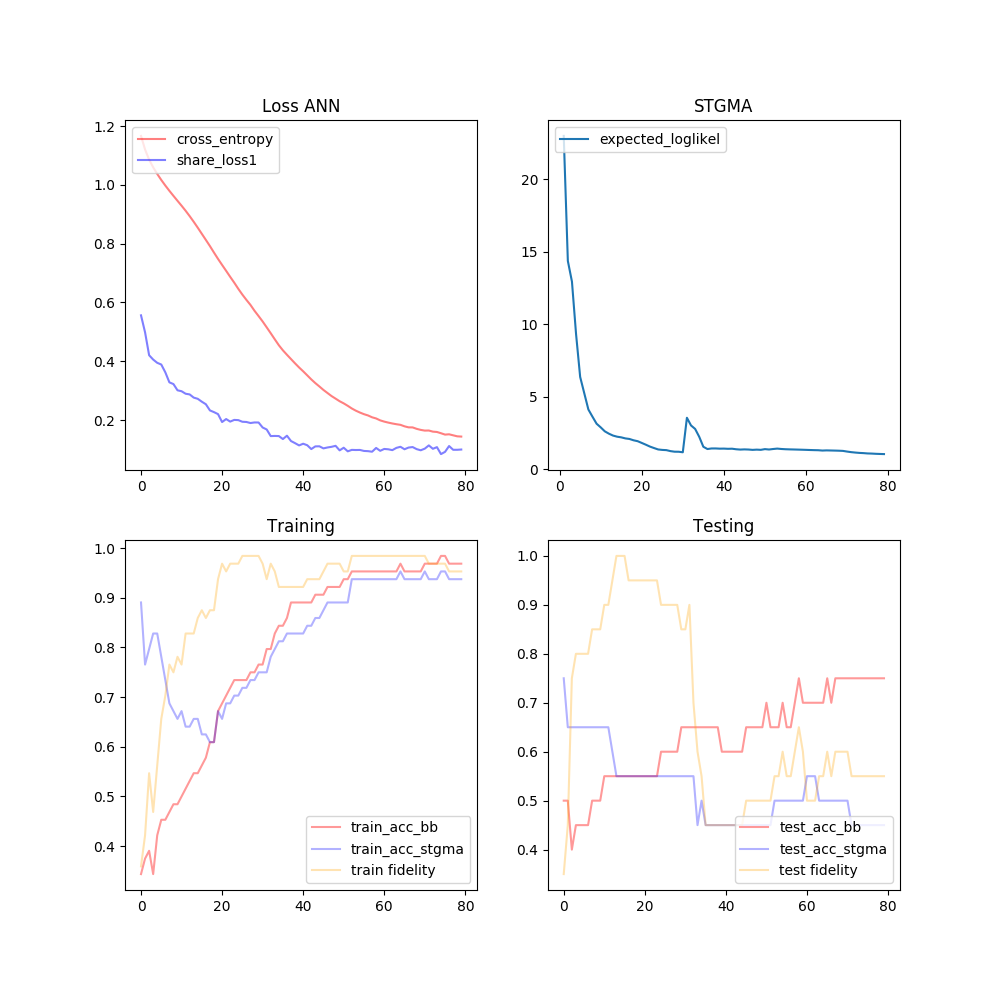 Loss ANN
1.2
1.0
0.8
0.6
0.4
0.2
0 20 40 60 80
cross_entropy
share_loss1
STGMA
20
15
10
5
0
0 20 40 60 80
expected_loglikel
Training
1.0
0.9
0.8
0.7
0.6
0.5
0.4
0 20 40 60 80
train_acc_bb
train_acc_stgma
train fidelity
Testing
1.0
0.9
0.8
0.7
0.6
0.5
0.4
0 20 40 60 80
test_acc_bb
test_acc_stgma
test fidelity